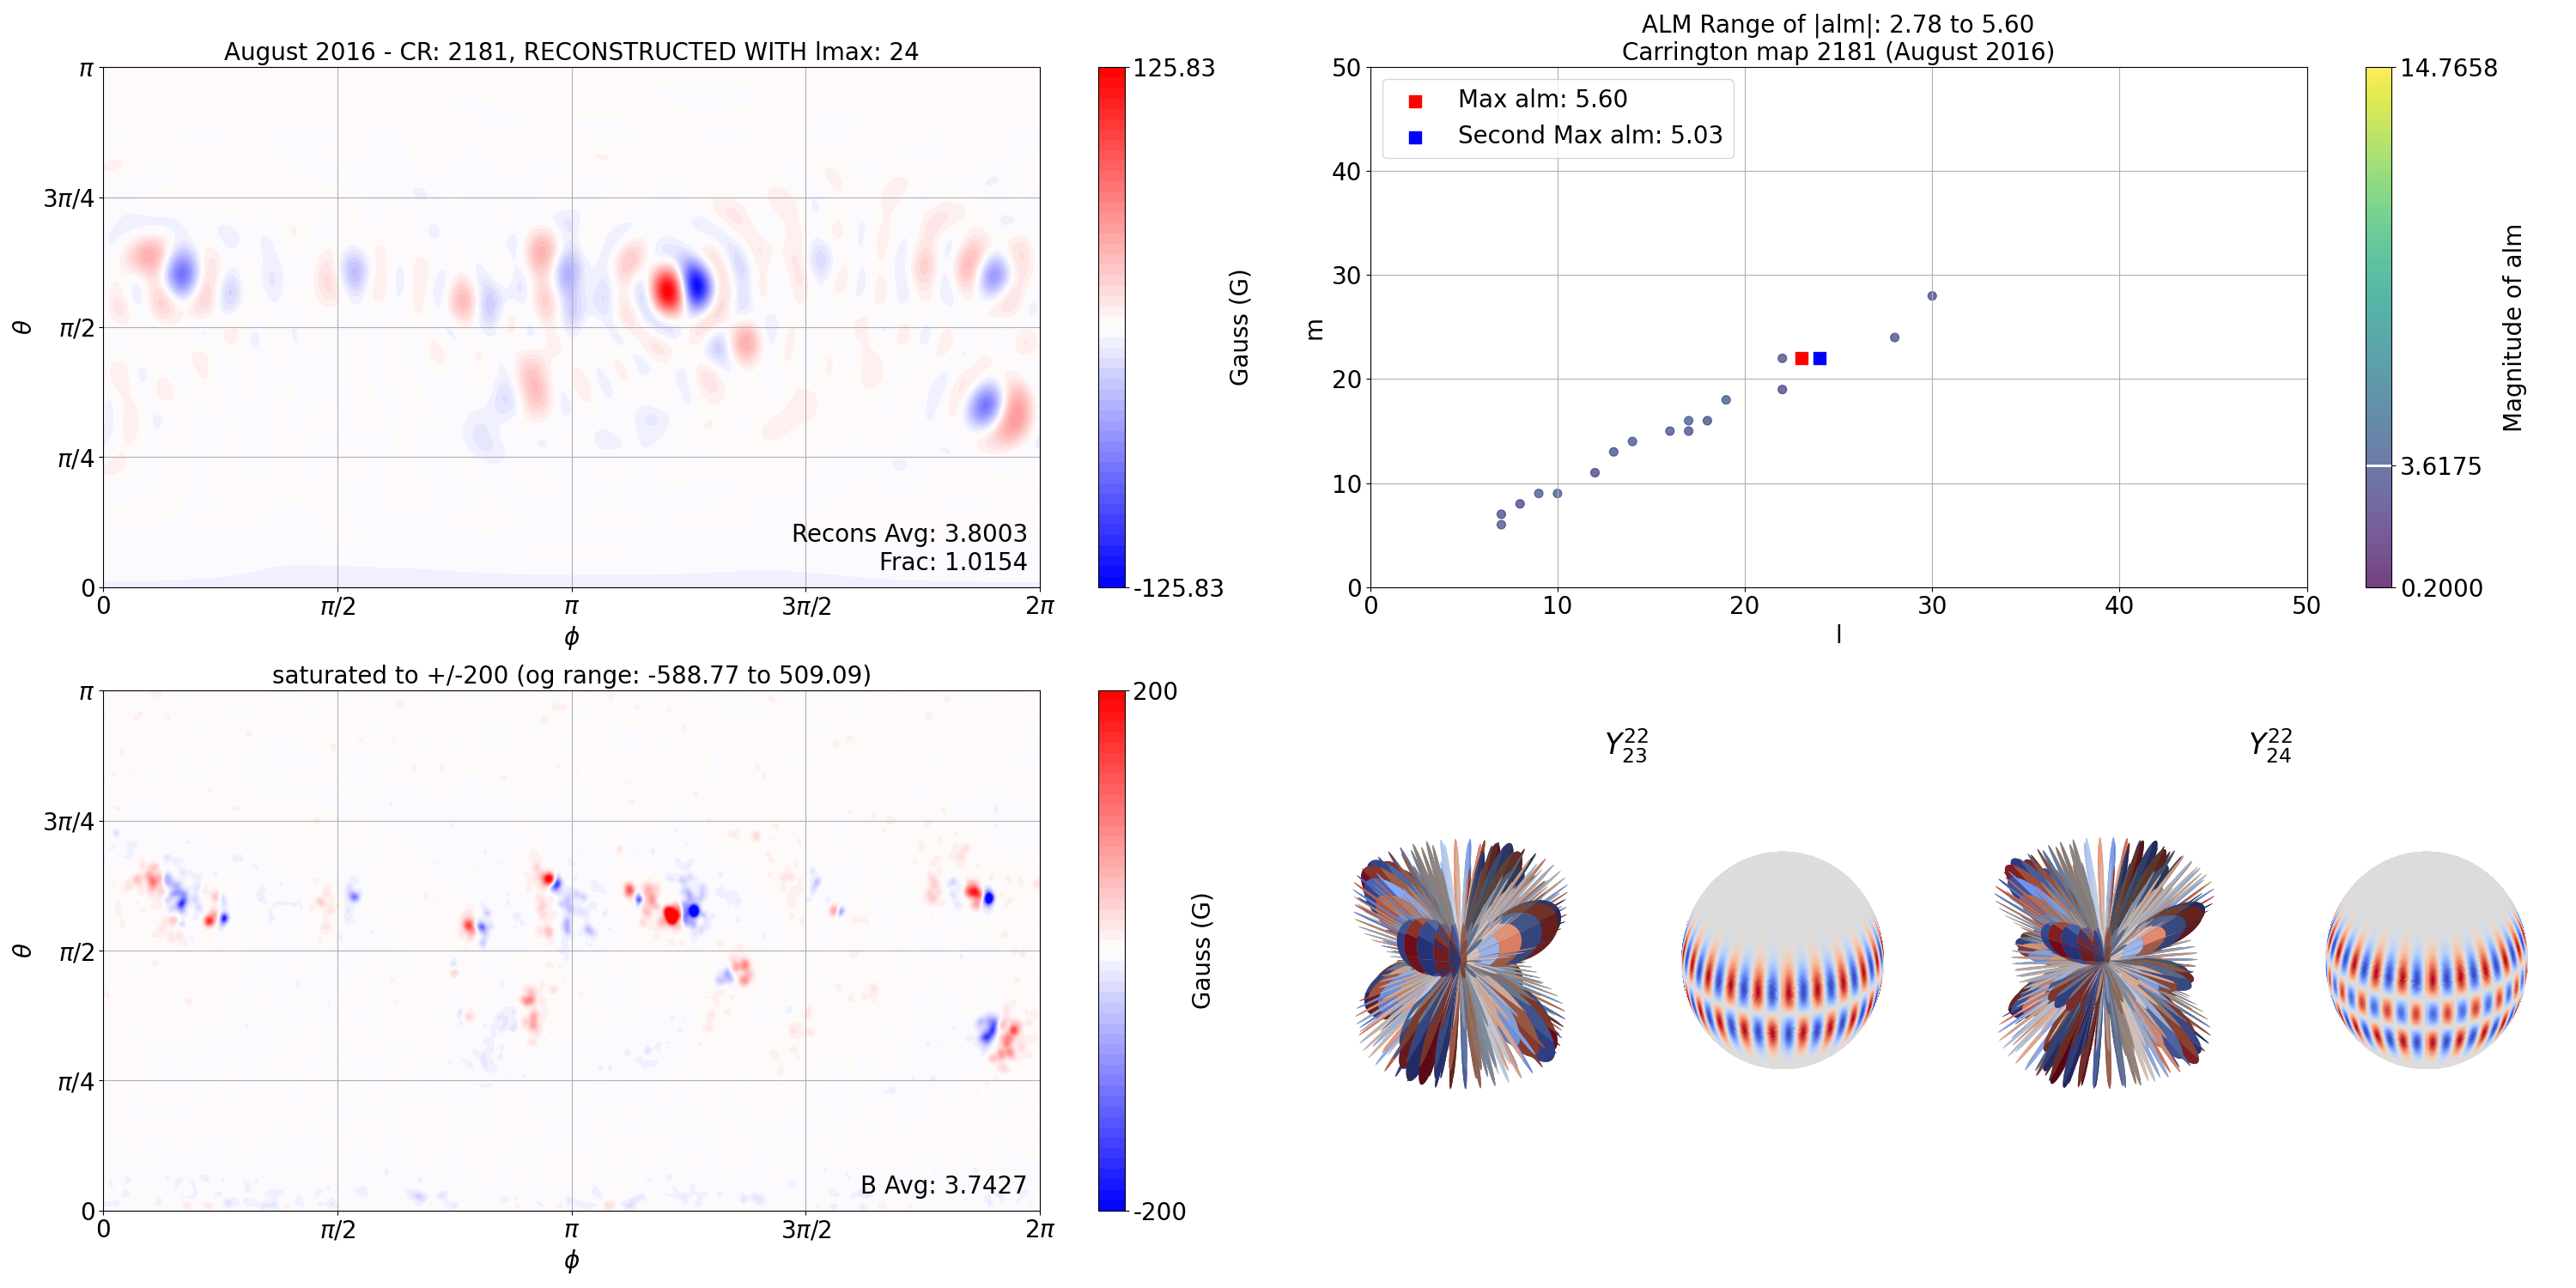 August 2016 - CR: 2181, RECONSTRUCTED WITH lmax: 24
π
3π/4
π/2
π/4
0
θ
0
π/2
π
3π/2
2π
ϕ
Recons Avg: 3.8003
Frac: 1.0154
125.83
-125.83
Gauss (G)
ALM Range of |alm|: 2.78 to 5.60
Carrington map 2181 (August 2016)
Max alm: 5.60
Second Max alm: 5.03
50
40
30
20
10
0
m
0
10
20
30
40
50
l
14.7658
3.6175
0.2000
Magnitude of alm
saturated to +/-200 (og range: -588.77 to 509.09)
π
3π/4
π/2
π/4
0
θ
0
π/2
π
3π/2
2π
ϕ
B Avg: 3.7427
200
-200
Gauss (G)
Y₂₃²²
Y₂₄²²